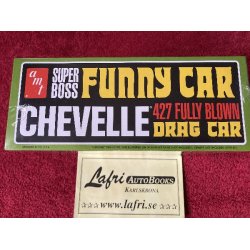 amt
SUPER BOSS
FUNNY CAR
CHEVELLE
427 FULLY BLOWN
DRAG CAR
Lafri AUTOBOOKS
KARLSKRONA
www.lafri.se